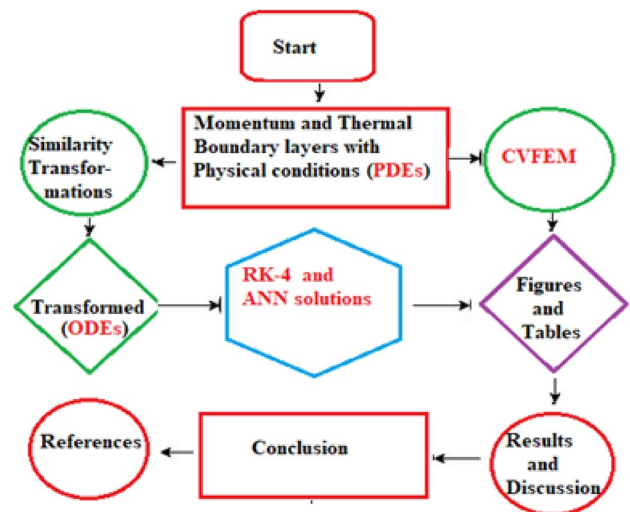 Start
Similarity
Transfor-
mations
Momentum and Thermal
Boundary layers with
Physical conditions (PDEs)
CVFEM
Transformed
(ODEs)
RK-4 and
ANN solutions
Figures
and
Tables
References
Conclusion
Results
and
Discussion